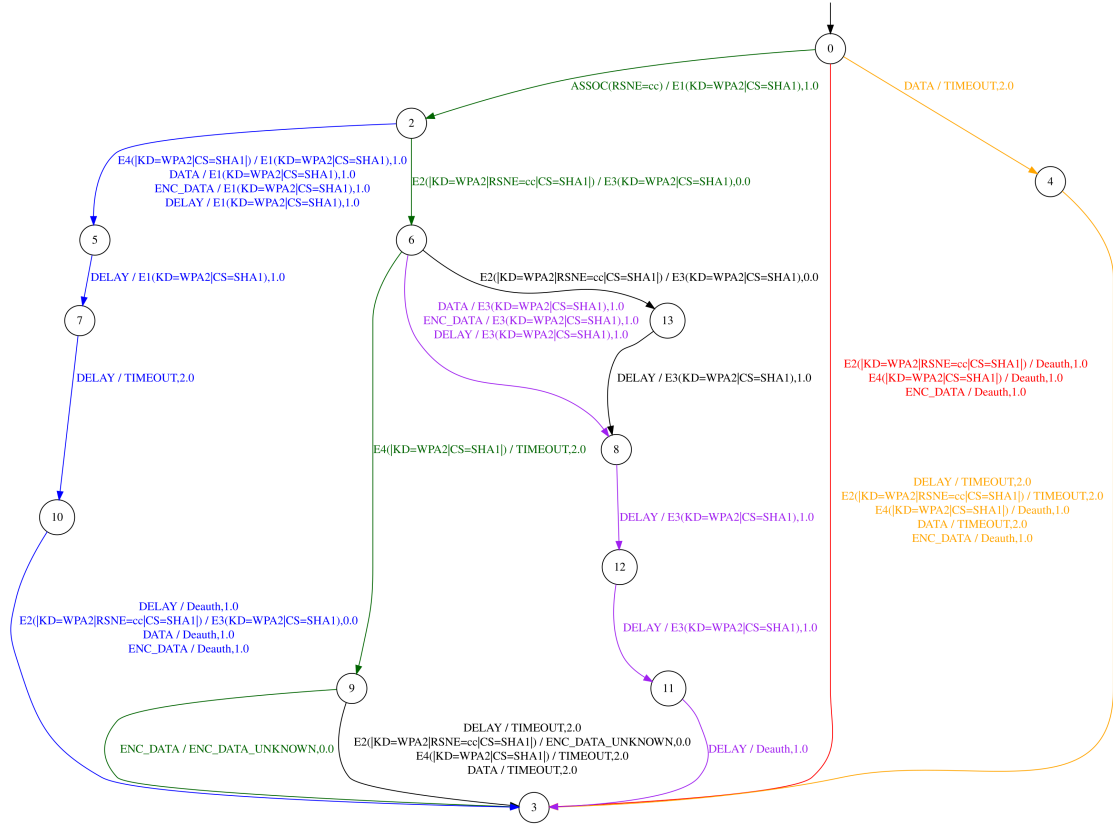 0
ASSOC(RSNE=cc) / E1(KD=WPA2|CS=SHA1),1.0
DATA / TIMEOUT,2.0
2
E4(|KD=WPA2|CS=SHA1|) / E1(KD=WPA2|CS=SHA1),1.0
DATA / E1(KD=WPA2|CS=SHA1),1.0
ENC_DATA / E1(KD=WPA2|CS=SHA1),1.0
DELAY / E1(KD=WPA2|CS=SHA1),1.0
E2(|KD=WPA2|RSNE=cc|CS=SHA1|) / E3(KD=WPA2|CS=SHA1),0.0
4
5
6
DELAY / E1(KD=WPA2|CS=SHA1),1.0
E2(|KD=WPA2|RSNE=cc|CS=SHA1|) / E3(KD=WPA2|CS=SHA1),0.0
7
DATA / E3(KD=WPA2|CS=SHA1),1.0
ENC_DATA / E3(KD=WPA2|CS=SHA1),1.0
DELAY / E3(KD=WPA2|CS=SHA1),1.0
13
DELAY / TIMEOUT,2.0
DELAY / E3(KD=WPA2|CS=SHA1),1.0
E2(|KD=WPA2|RSNE=cc|CS=SHA1|) / Deauth,1.0
E4(|KD=WPA2|CS=SHA1|) / Deauth,1.0
ENC_DATA / Deauth,1.0
E4(|KD=WPA2|CS=SHA1|) / TIMEOUT,2.0
8
10
DELAY / E3(KD=WPA2|CS=SHA1),1.0
DELAY / TIMEOUT,2.0
E2(|KD=WPA2|RSNE=cc|CS=SHA1|) / TIMEOUT,2.0
E4(|KD=WPA2|CS=SHA1|) / Deauth,1.0
DATA / TIMEOUT,2.0
ENC_DATA / Deauth,1.0
12
DELAY / Deauth,1.0
E2(|KD=WPA2|RSNE=cc|CS=SHA1|) / E3(KD=WPA2|CS=SHA1),0.0
DATA / Deauth,1.0
ENC_DATA / Deauth,1.0
DELAY / E3(KD=WPA2|CS=SHA1),1.0
9
11
ENC_DATA / ENC_DATA_UNKNOWN,0.0
DELAY / TIMEOUT,2.0
E2(|KD=WPA2|RSNE=cc|CS=SHA1|) / ENC_DATA_UNKNOWN,0.0
E4(|KD=WPA2|CS=SHA1|) / TIMEOUT,2.0
DATA / TIMEOUT,2.0
DELAY / Deauth,1.0
3